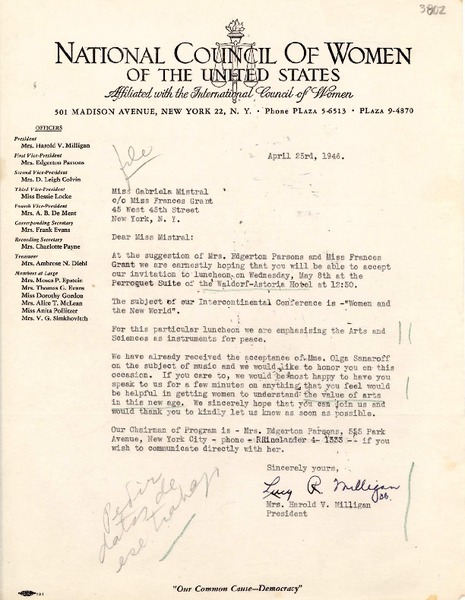 3802
NATIONAL COUNCIL OF WOMEN
OF THE UNITED STATES
Affiliated with the International Council of Women
501 MADISON AVENUE, NEW YORK 22, N. Y. · Phone PLAZA 5-6513 · PLAZA 9-4870
OFFICERS
President
Mrs. Harold V. Milligan
First Vice-President
Mrs. Edgerton Parsons
Second Vice-President
Mrs. D. Leigh Colvin
Third Vice-President
Miss Bessie Locke
Fourth Vice-President
Mrs. A. B. De Ment
Corresponding Secretary
Mrs. Frank Evans
Recording Secretary
Mrs. Charlotte Payne
Treasurer
Mrs. Ambrose N. Diehl
Members at Large
Mrs. Moses P. Epstein
Mrs. Thomas G. Evans
Miss Dorothy Gordon
Mrs. Alice T. McLean
Miss Anita Pollitzer
Mrs. V. G. Simkhovitch
file
April 23rd, 1946.
Miss Gabriela Mistral
c/o Miss Frances Grant
45 West 45th Street
New York, N. Y.
Dear Miss Mistral:
At the suggestion of Mrs. Edgerton Parsons and Miss Frances
Grant we are earnestly hoping that you will be able to accept
our invitation to luncheon on Wednesday, May 8th at the
Perroquet Suite of the Waldorf-Astoria Hotel at 12:30.
The subject of our Intercontinental Conference is -"Women and
the New World".
For this particular luncheon we are emphasising the Arts and
Sciences as instruments for peace.
We have already received the acceptance of Mme. Olga Samaroff
on the subject of music and we would like to honor you on this
occasion. If you care to, we would be most happy to have you
speak to us for a few minutes on anything that you feel would
be helpful in getting women to understand the value of arts
in this new age. We sincerely hope that you can join us and
would thank you to kindly let us know as soon as possible.
Our Chairman of Program is - Mrs. Edgerton Parsons, 555 Park
Avenue, New York City - phone - RHinelander 4- 1333 -- if you
wish to communicate directly with her.
Sincerely yours,
Lucy R. Milligan
Mrs. Harold V. Milligan
President
Pedir
datos de
ese trabajo
"Our Common Cause—Democracy"